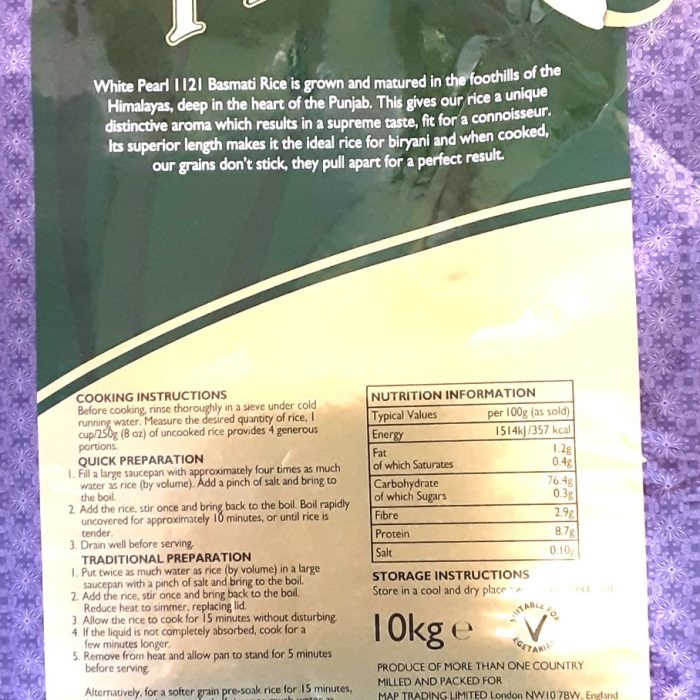 White Pearl 1121 Basmati Rice is grown and matured in the foothills of the
Himalayas, deep in the heart of the Punjab. This gives our rice a unique
distinctive aroma which results in a supreme taste, fit for a connoisseur.
Its superior length makes it the ideal rice for biryani and when cooked,
our grains don't stick, they pull apart for a perfect result.
COOKING INSTRUCTIONS
Before cooking, rinse thoroughly in a sieve under cold
running water. Measure the desired quantity of rice, 1
cup/250g (8 oz) of uncooked rice provides 4 generous
portions.
QUICK PREPARATION
1. Fill a large saucepan with approximately four times as much
water as rice (by volume). Add a pinch of salt and bring to
the boil.
2. Add the rice, stir once and bring back to the boil. Boil rapidly
uncovered for approximately 10 minutes, or until rice is
tender.
3. Drain well before serving.
TRADITIONAL PREPARATION
1. Put twice as much water as rice (by volume) in a large
saucepan with a pinch of salt and bring to the boil.
2. Add the rice, stir once and bring back to the boil.
Reduce heat to simmer, replacing lid.
3. Allow the rice to cook for 15 minutes without disturbing.
4. If the liquid is not completely absorbed, cook for a
few minutes longer.
5. Remove from heat and allow pan to stand for 5 minutes
before serving.
Alternatively, for a softer grain pre-soak rice for 15 minutes,
NUTRITION INFORMATION
Typical Values per 100g (as sold)
Energy 1514kJ/357 kcal
Fat 1.2g
of which Saturates 0.4g
Carbohydrate 76.4g
of which Sugars 0.3g
Fibre 2.9g
Protein 8.7g
Salt 0.10g
STORAGE INSTRUCTIONS
Store in a cool and dry place
10kg e
SUITABLE FOR
VEGETARIANS
PRODUCE OF MORE THAN ONE COUNTRY
MILLED AND PACKED FOR
MAP TRADING LIMITED London NW10 7BW, England